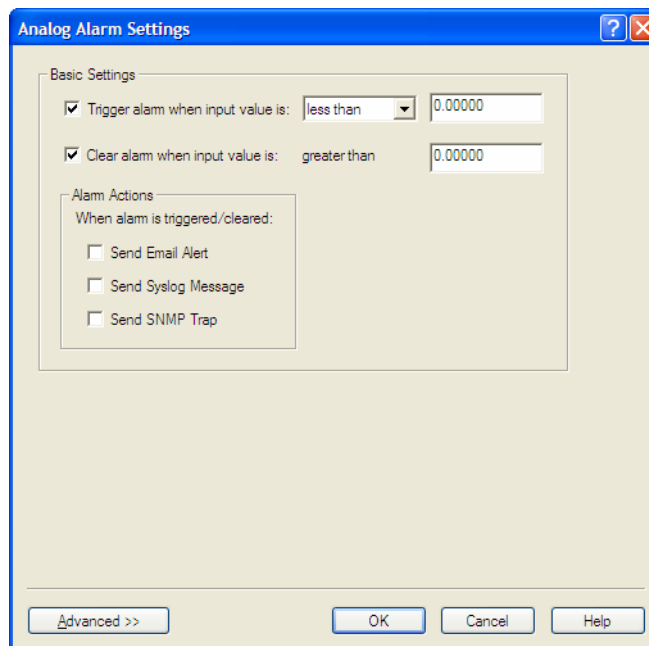 Analog Alarm Settings
Basic Settings
Trigger alarm when input value is: less than 0.00000
Clear alarm when input value is: greater than 0.00000
Alarm Actions
When alarm is triggered/cleared:
Send Email Alert
Send Syslog Message
Send SNMP Trap
Advanced >> OK Cancel Help